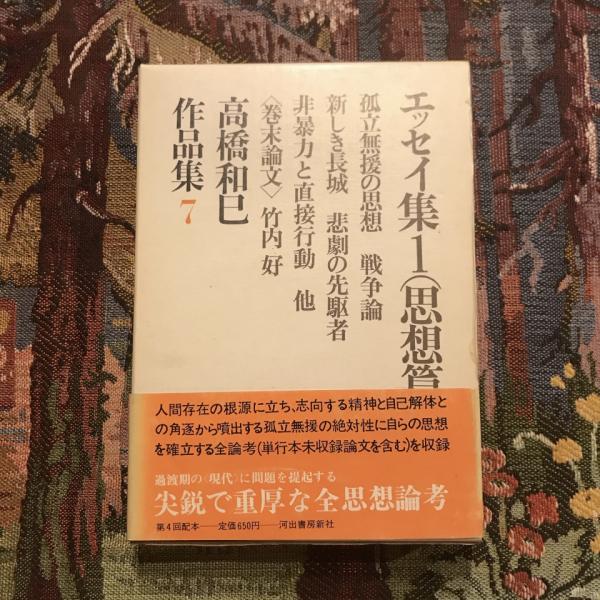 エッセイ集1(思想篇
孤立無援の思想　戦争論
新しき長城　悲劇の先駆者
非暴力と直接行動　他
〈巻末論文〉竹内 好
高橋和巳
作品集 7
人間存在の根源に立ち、志向する精神と自己解体と
の角逐から噴出する孤立無援の絶対性に自らの思想
を確立する全論考(単行本未収録論文を含む)を収録
過渡期の〈現代〉に問題を提起する
尖鋭で重厚な全思想論考
第4回配本──定価650円──河出書房新社